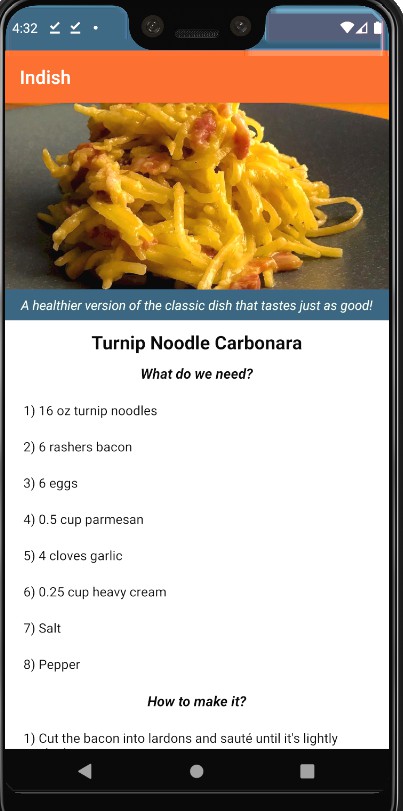 4:32
Indish
A healthier version of the classic dish that tastes just as good!
Turnip Noodle Carbonara
What do we need?
1) 16 oz turnip noodles
2) 6 rashers bacon
3) 6 eggs
4) 0.5 cup parmesan
5) 4 cloves garlic
6) 0.25 cup heavy cream
7) Salt
8) Pepper
How to make it?
1) Cut the bacon into lardons and sauté until it's lightly